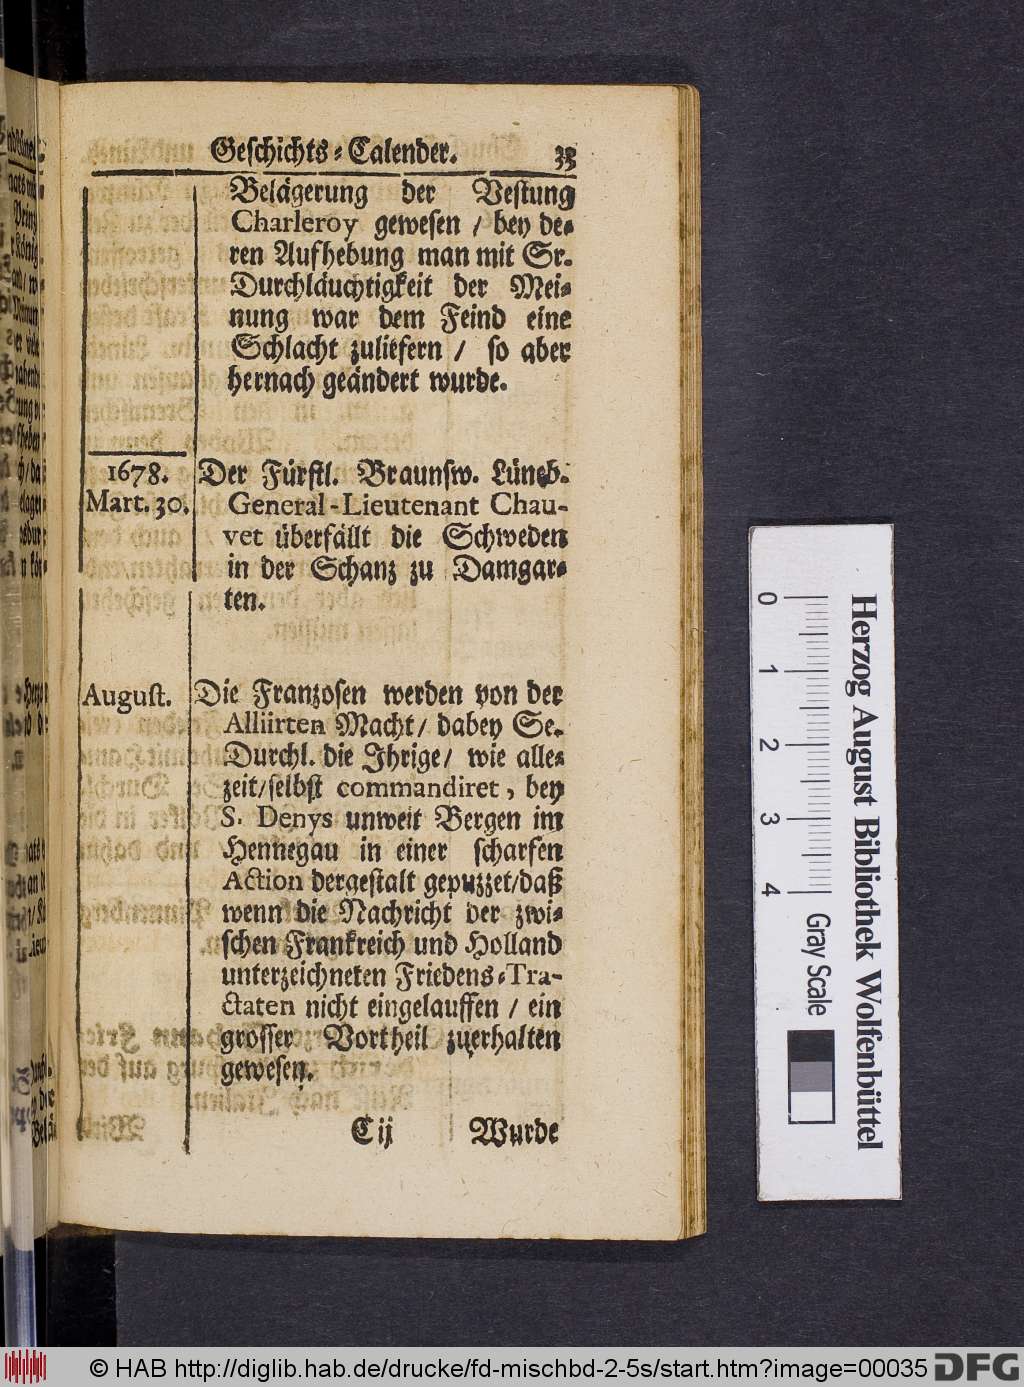 Geschichts-Calender. 33
Belägerung der Vestung
Charleroy gewesen / bey de-
ren Aufhebung man mit Sr.
Durchläuchtigkeit der Mei-
nung war dem Feind eine
Schlacht zuliefern / so aber
hernach geändert wurde.
1678. Der Fürstl. Braunsw. Lüneb.
Mart. 30. General-Lieutenant Chau-
vet überfällt die Schweden
in der Schanz zu Damgar-
ten.
August. Die Franzosen werden von der
Alliirten Macht / dabey Se.
Durchl. die Ihrige / wie alle-
zeit / selbst commandiret, bey
S. Denys unweit Bergen im
Hennegau in einer scharfen
Action dergestalt gepuzzet / daß
wenn die Nachricht der zwi-
schen Frankreich und Holland
unterzeichneten Friedens-Tra-
ctaten nicht eingelauffen / ein
grosser Vortheil zuerhalten
gewesen.
Cij Wurde
0 1 2 3 4
Gray Scale
Herzog August Bibliothek Wolfenbüttel
© HAB http://diglib.hab.de/drucke/fd-mischbd-2-5s/start.htm?image=00035 DFG